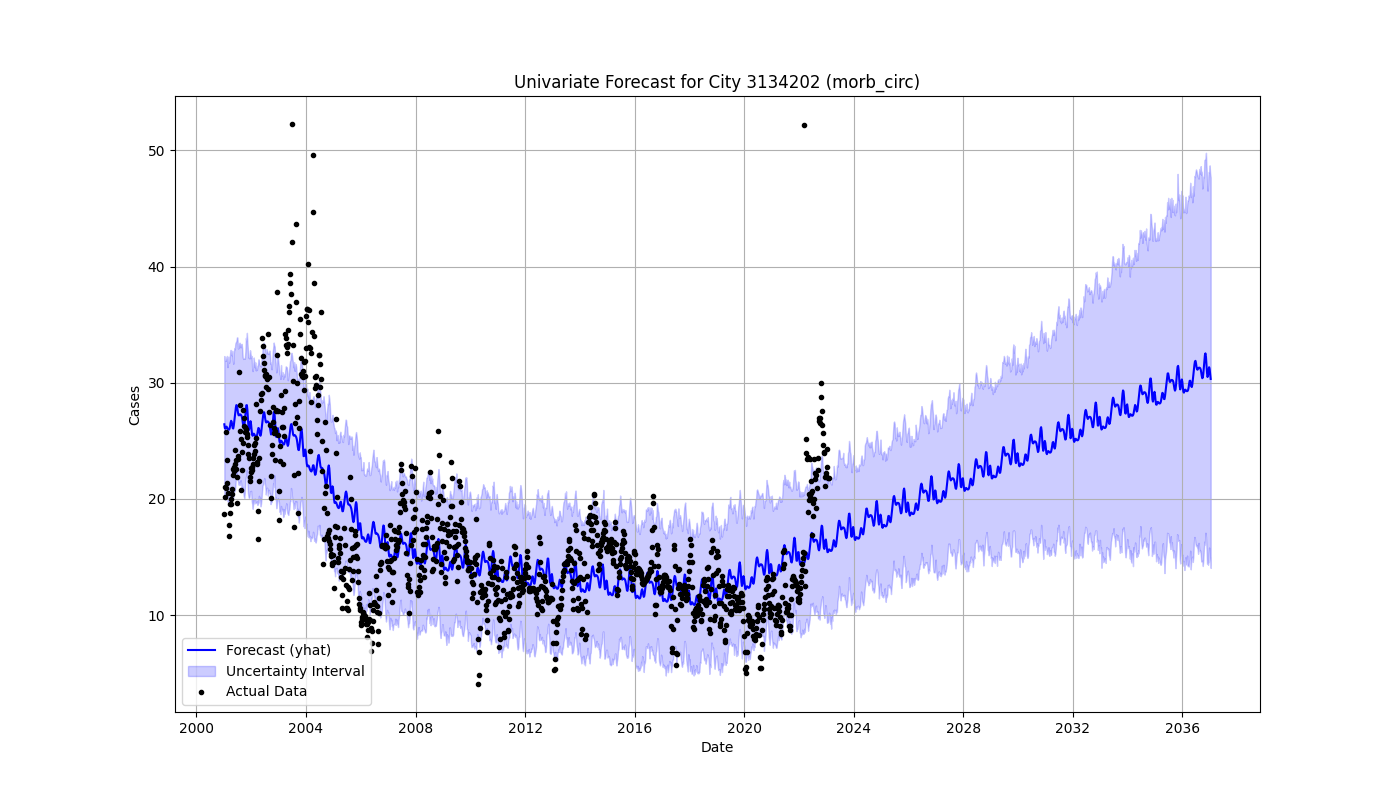 Univariate Forecast for City 3134202 (morb_circ)
Cases
50
40
30
20
10
Forecast (yhat)
Uncertainty Interval
Actual Data
2000 2004 2008 2012 2016 2020 2024 2028 2032 2036
Date